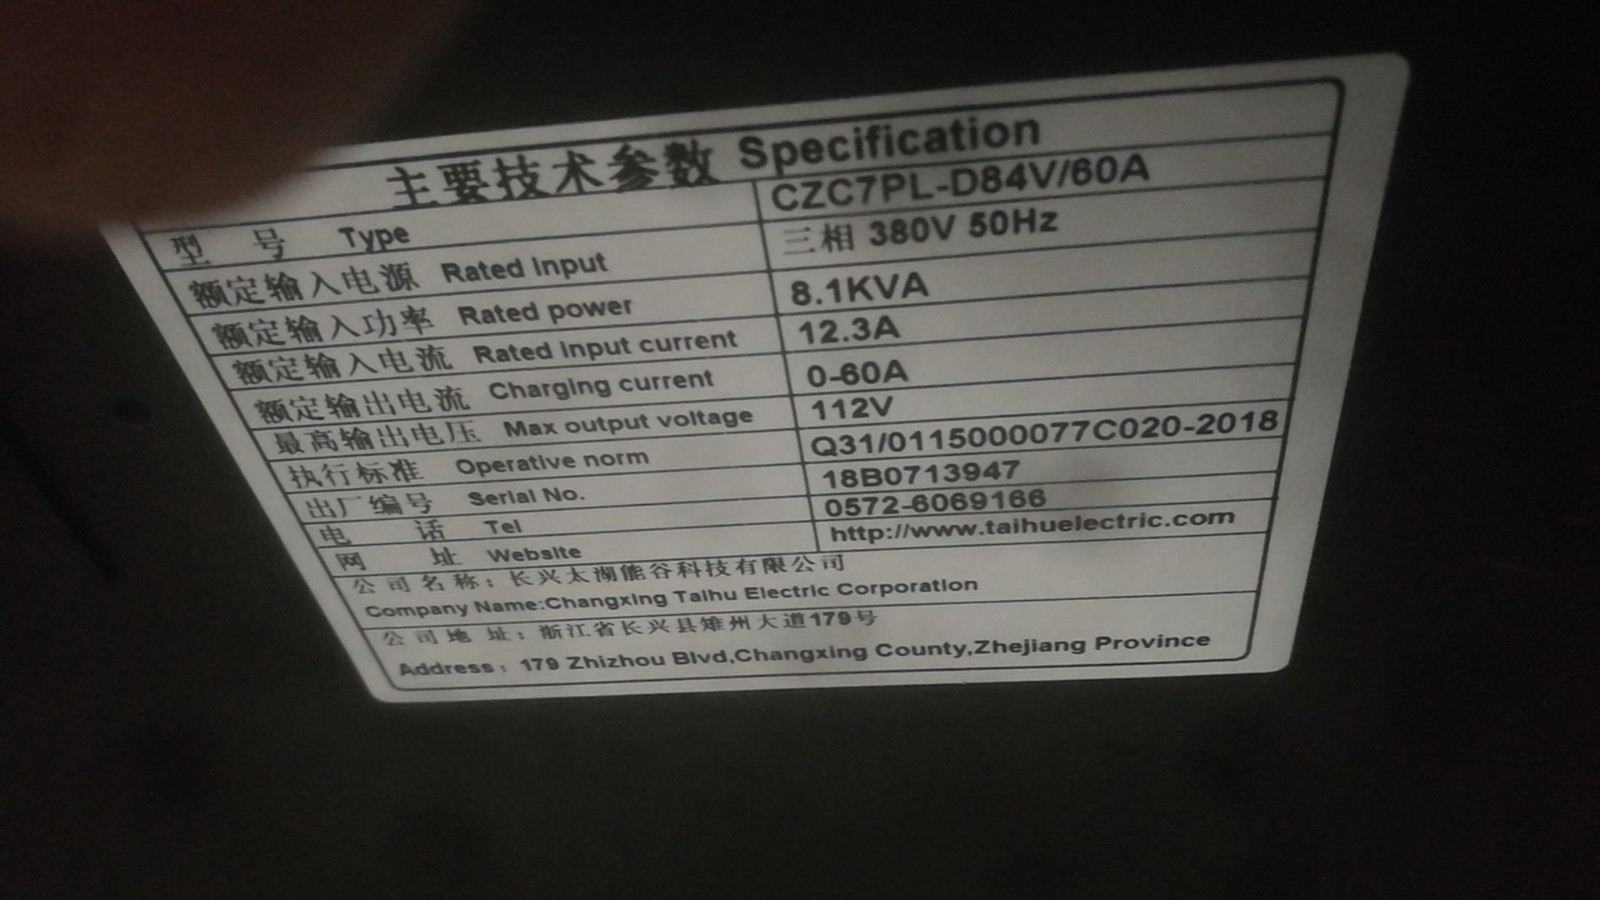 主要技术参数 Specification
型 号 Type CZC7PL-D84V/60A
额定输入电源 Rated Input 三相 380V 50Hz
额定输入功率 Rated power 8.1KVA
额定输入电流 Rated Input current 12.3A
额定输出电流 Charging current 0-60A
最高输出电压 Max output voltage 112V
执行标准 Operative norm Q31/0115000077C020-2018
出厂编号 Serial No. 18B0713947
电 话 Tel 0572-6069166
网 址 Website http://www.taihuelectric.com
公司名称：长兴太湖能谷科技有限公司
Company Name:Changxing Taihu Electric Corporation
公司地 址：浙江省长兴县雉州大道179号
Address：179 Zhizhou Blvd,Changxing County,Zhejiang Province